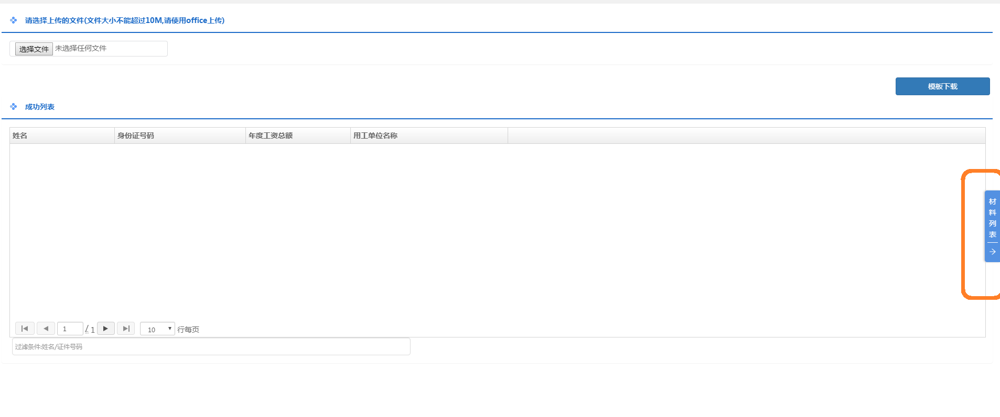 请选择上传的文件(文件大小不能超过10M,请使用office上传)
选择文件 未选择任何文件
模板下载
成功列表
姓名 身份证号码 年度工资总额 用工单位名称
材料列表
1 / 1 10 行每页
过滤条件:姓名/证件号码